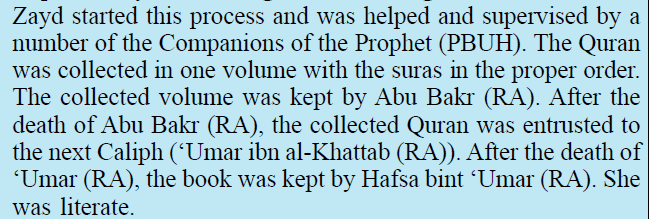 Zayd started this process and was helped and supervised by a
number of the Companions of the Prophet (PBUH). The Quran
was collected in one volume with the suras in the proper order.
The collected volume was kept by Abu Bakr (RA). After the
death of Abu Bakr (RA), the collected Quran was entrusted to
the next Caliph (‘Umar ibn al-Khattab (RA)). After the death of
‘Umar (RA), the book was kept by Hafsa bint ‘Umar (RA). She
was literate.